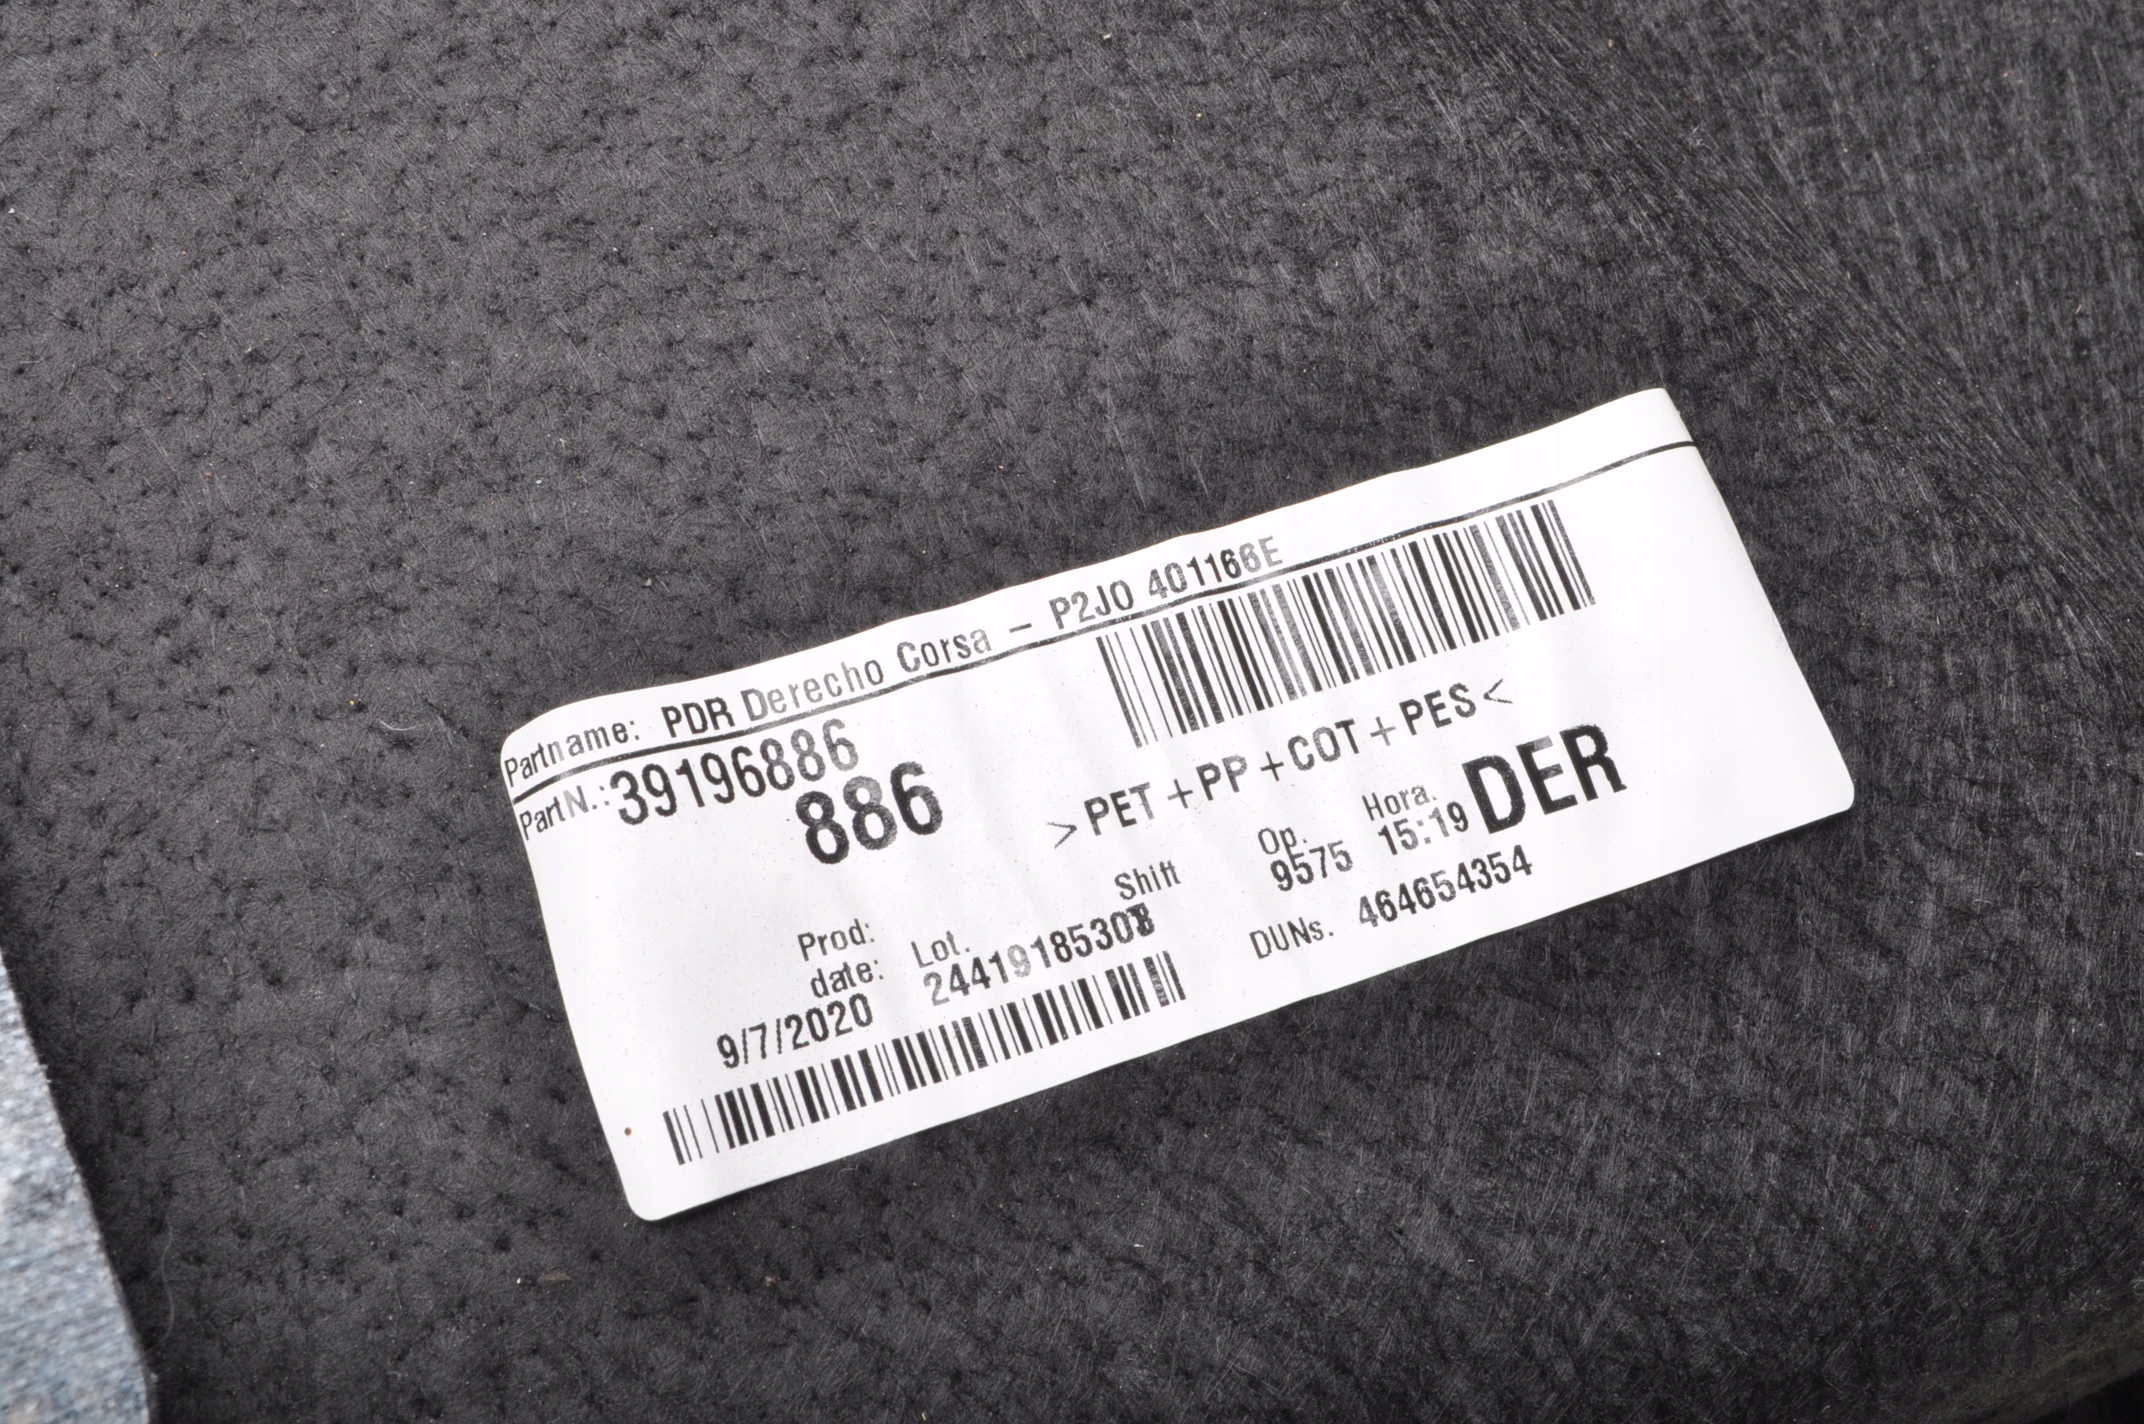 Partname: PDR Derecho Corsa - P2JO 401166E
PartN.: 39196886
886
>PET+PP+COT+PES<
DER
Prod: date:
9/7/2020
Lot.
Shift
Op.
9575
Hora.
15:19
DUNs. 464654354